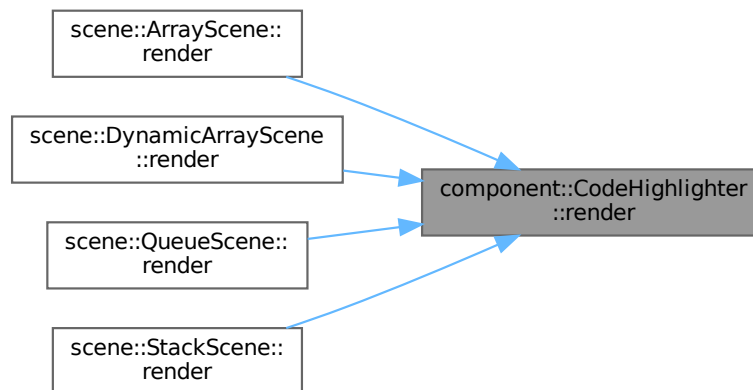 scene::ArrayScene::
render
scene::DynamicArrayScene
::render
component::CodeHighlighter
::render
scene::QueueScene::
render
scene::StackScene::
render